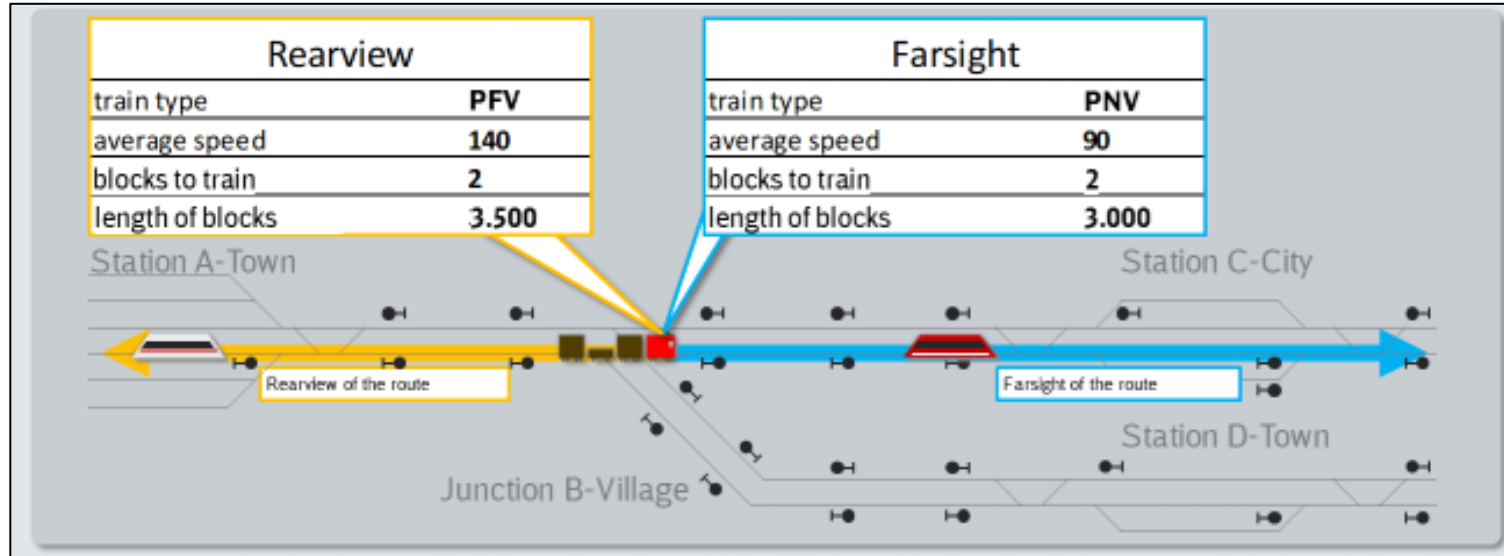 Rearview
train type PFV
average speed 140
blocks to train 2
length of blocks 3.500
Farsight
train type PNV
average speed 90
blocks to train 2
length of blocks 3.000
Station A-Town
Station C-City
Rearview of the route
Farsight of the route
Station D-Town
Junction B-Village